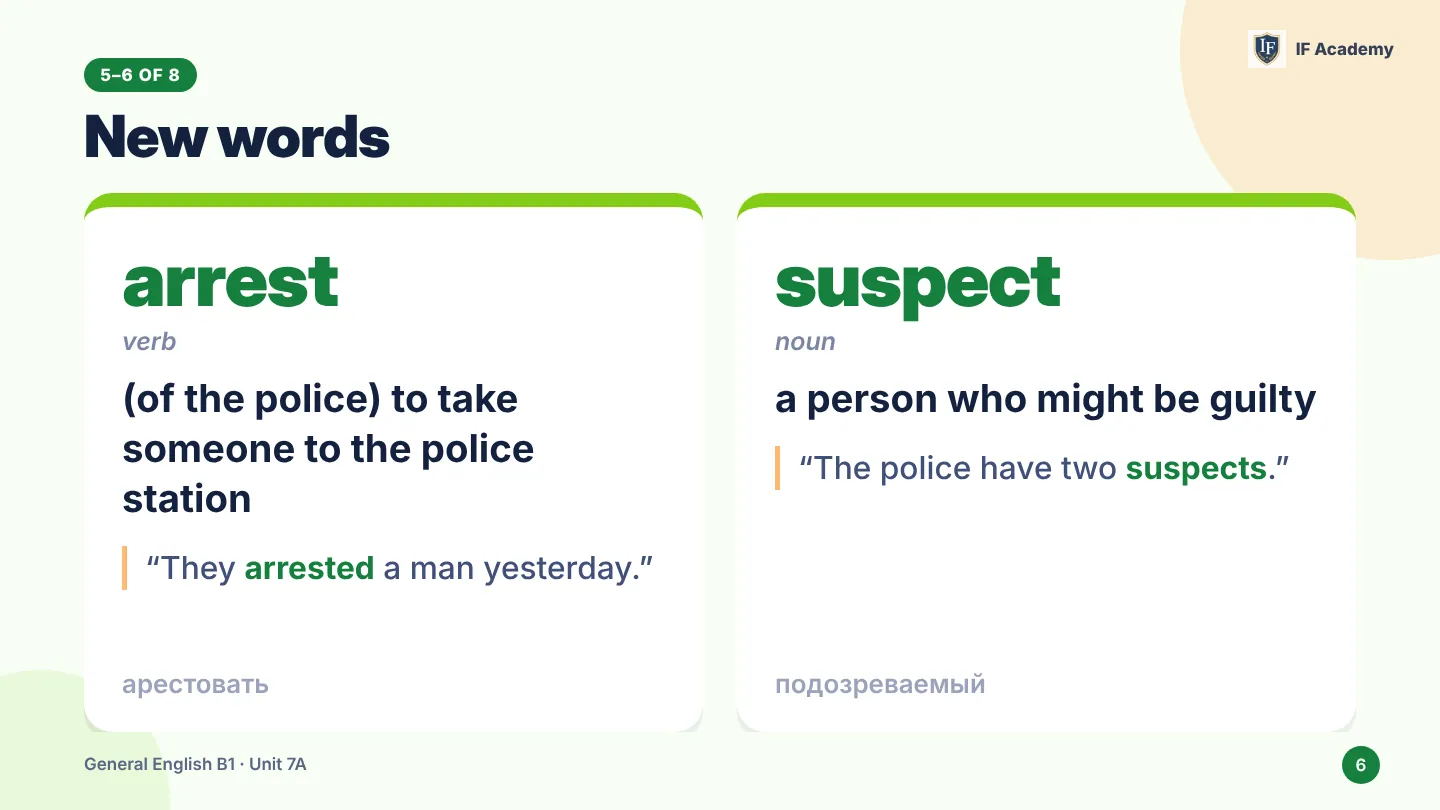 IF Academy
5–6 OF 8
New words
arrest
verb
(of the police) to take
someone to the police
station
“They arrested a man yesterday.”
арестовать
suspect
noun
a person who might be guilty
“The police have two suspects.”
подозреваемый
General English B1 · Unit 7A
6